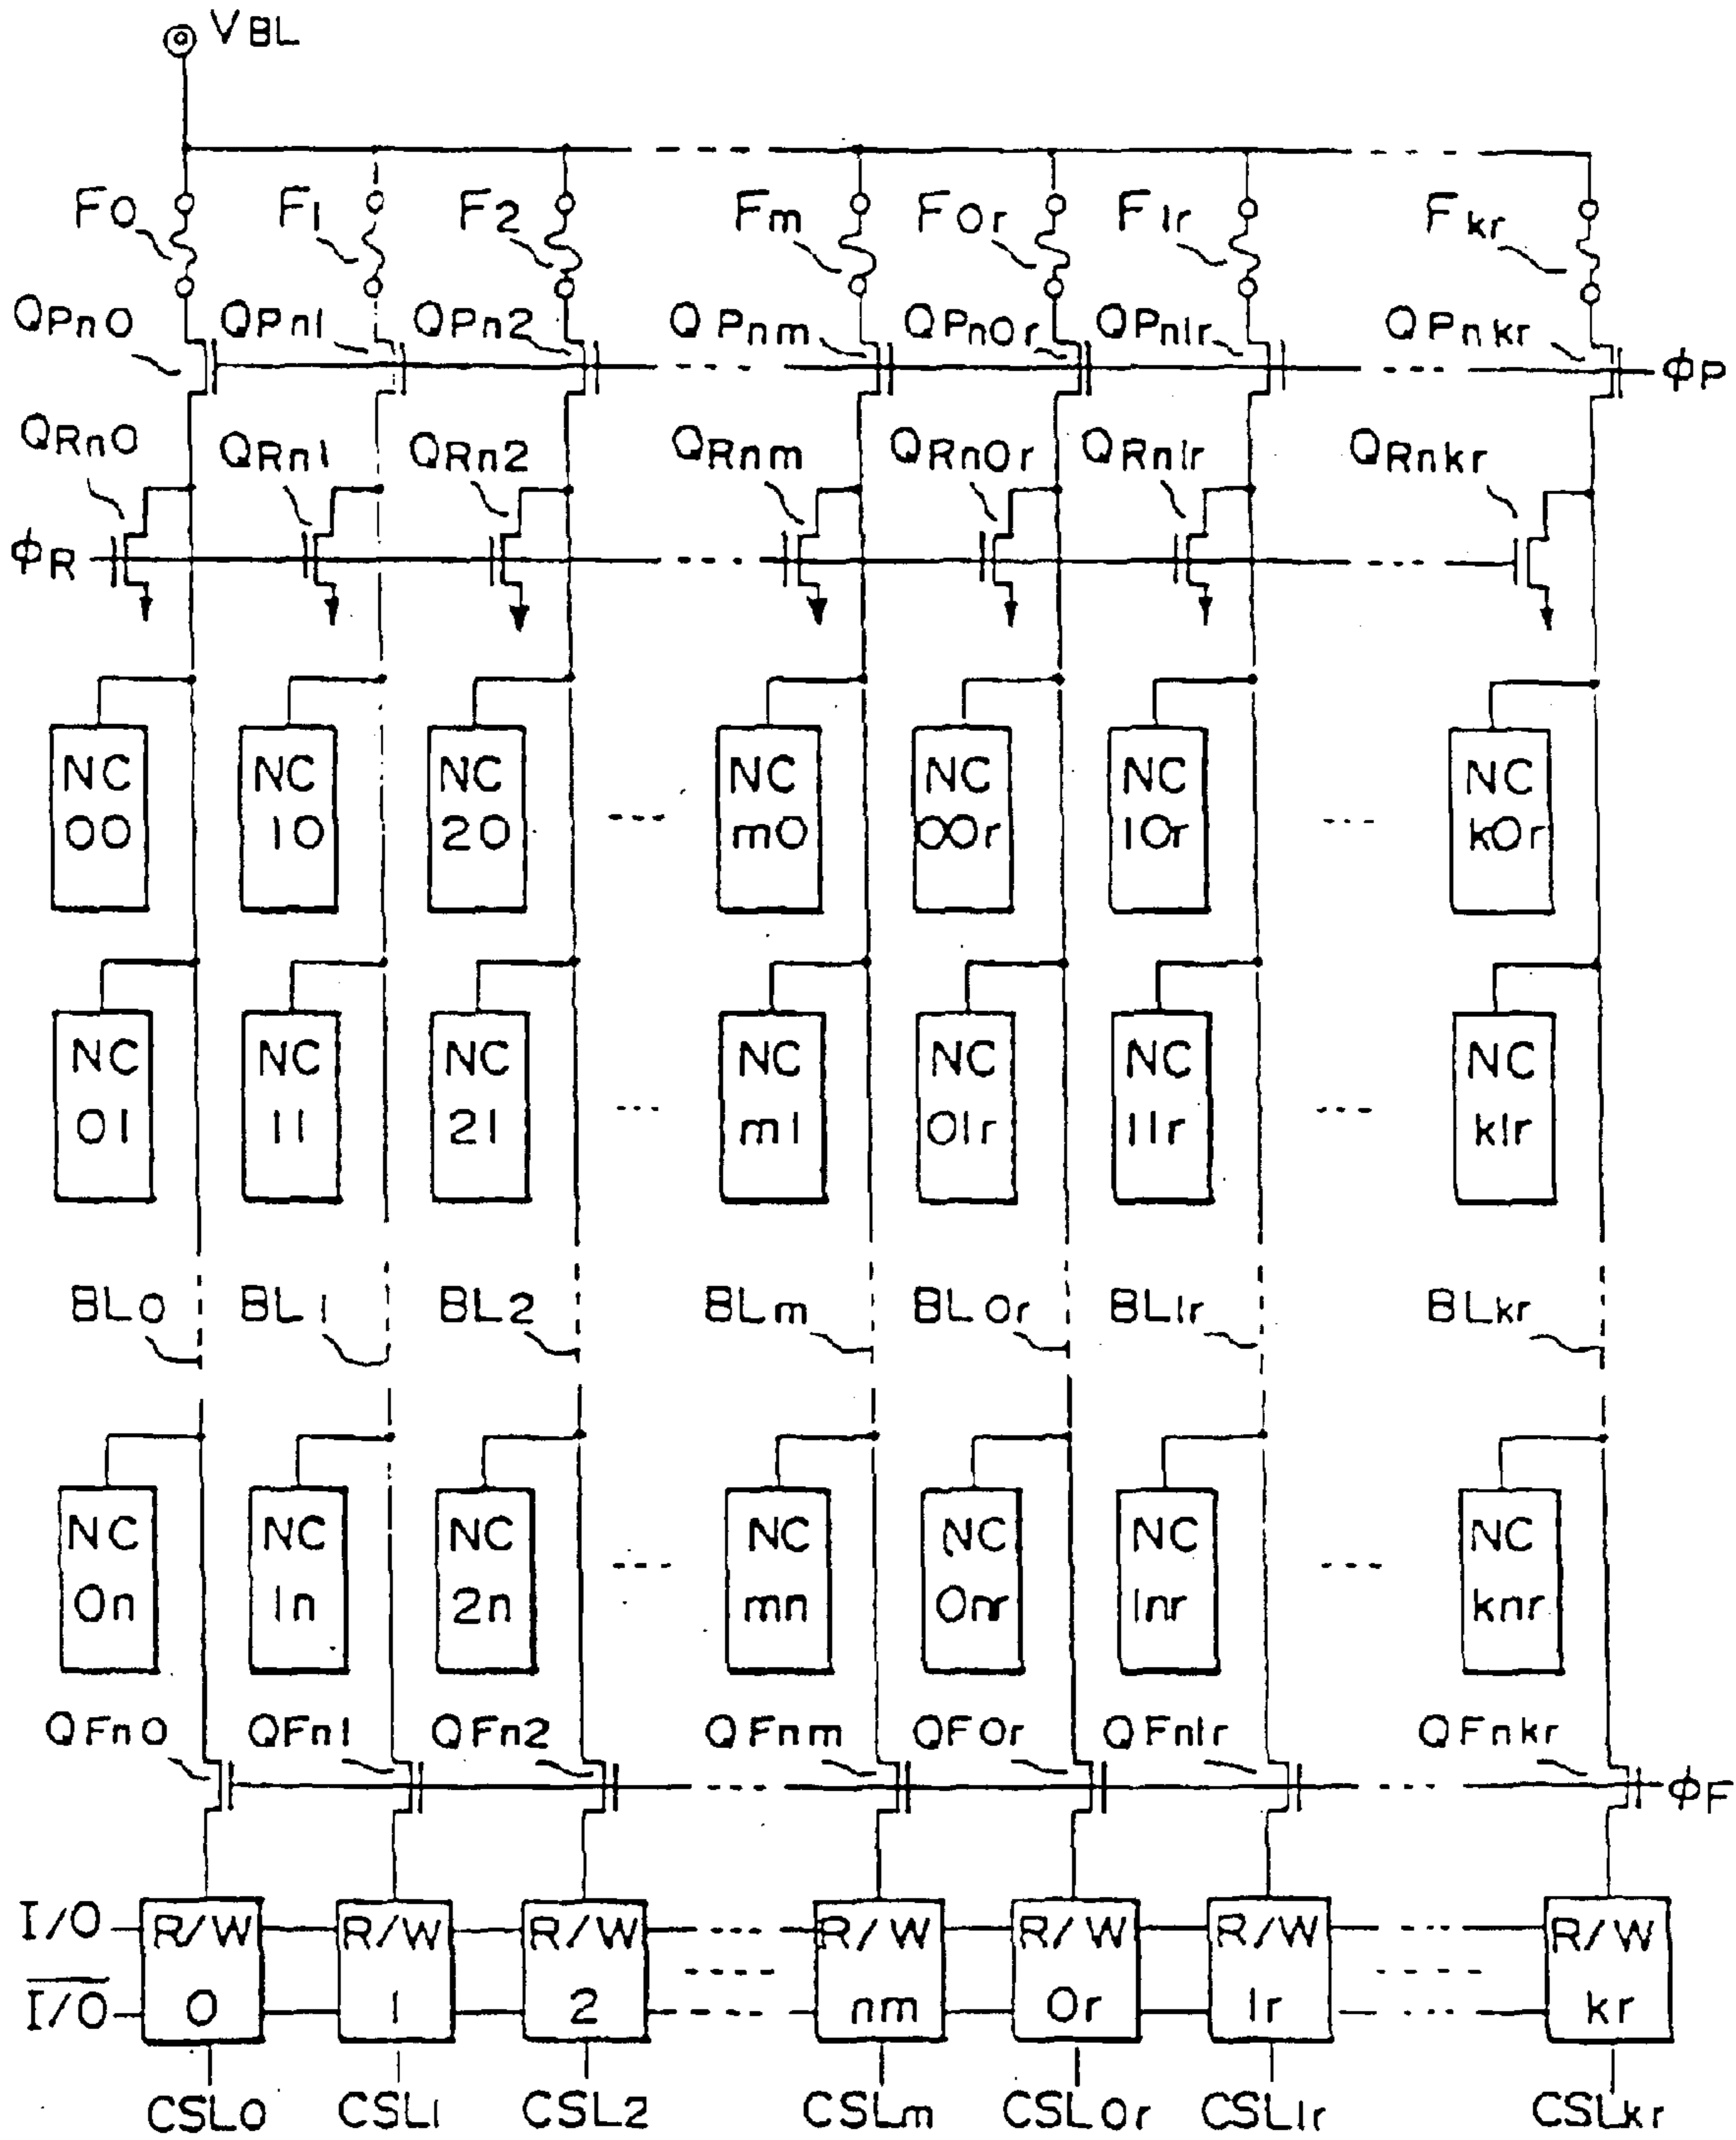 VBL
F0 F1 F2 Fm F0r F1r Fkr
QPn0 QPn1 QPn2 QPnm QPn0r QPn1r QPnkr
ΦP
QRn0 QRn1 QRn2 QRnm QRn0r QRn1r QRnkr
ΦR
NC NC NC NC NC NC NC
00 10 20 m0 00r 10r k0r
NC NC NC NC NC NC NC
01 11 21 m1 01r 11r k1r
BL0 BL1 BL2 BLm BL0r BL1r BLkr
NC NC NC NC NC NC NC
0n 1n 2n mn 0nr 1nr knr
QFn0 QFn1 QFn2 QFnm QF0r QFn1r QFnkr
ΦF
I/O R/W R/W R/W R/W R/W R/W R/W
I/O 0 1 2 nm 0r 1r kr
CSL0 CSL1 CSL2 CSLm CSL0r CSL1r CSLkr